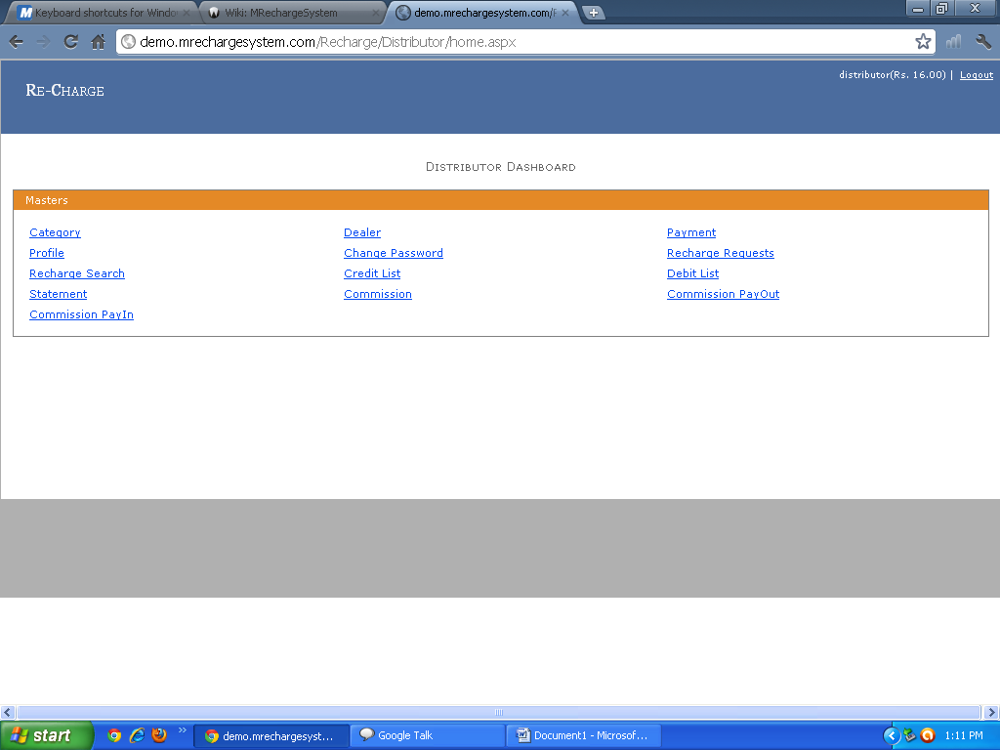 Keyboard shortcuts for Windo
Wiki: MRechargeSystem
demo.mrechargesystem.com/R
demo.mrechargesystem.com/Recharge/Distributor/home.aspx
distributor(Rs. 16.00) | Logout
Re-Charge
Distributor Dashboard
Masters
Category Dealer Payment
Profile Change Password Recharge Requests
Recharge Search Credit List Debit List
Statement Commission Commission PayOut
Commission PayIn
start
demo.mrechargesyst...
Google Talk
Document1 - Microsof...
1:11 PM